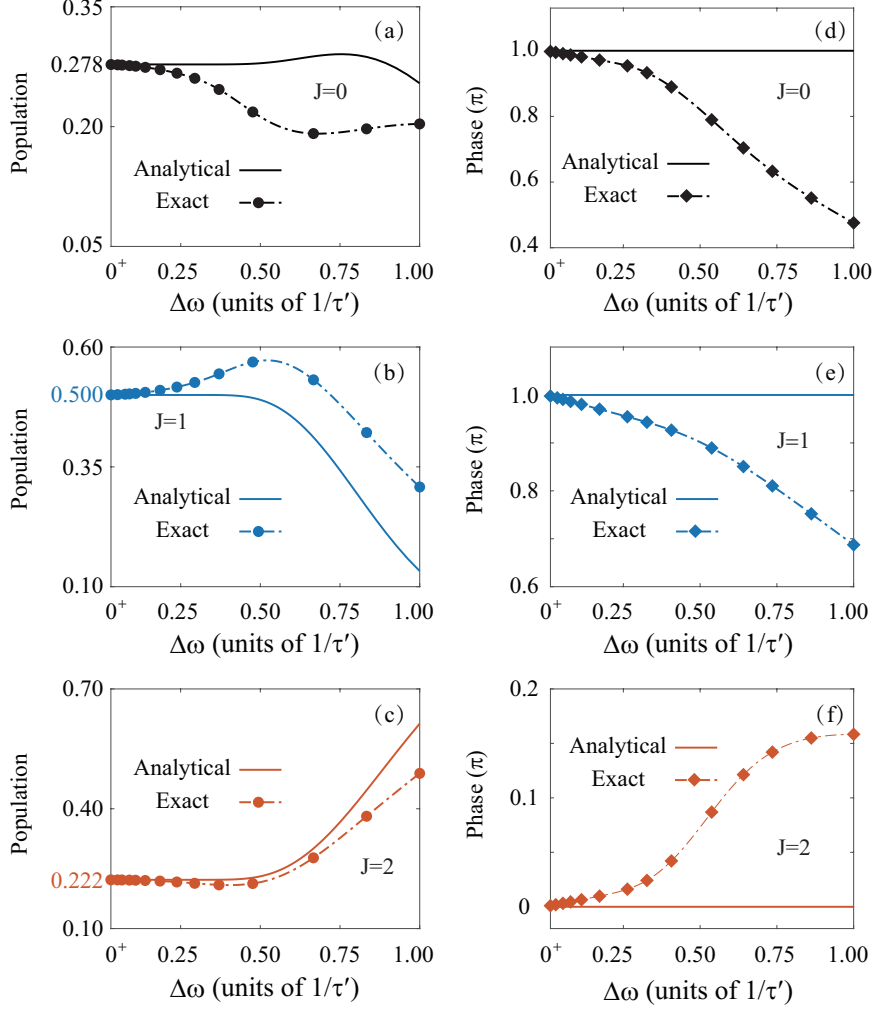 (a)
0.35
0.278
0.20
0.05
Population
J=0
Analytical
Exact
0⁺ 0.25 0.50 0.75 1.00
Δω (units of 1/τ′)
(d)
1.0
0.8
0.6
0.4
Phase (π)
J=0
Analytical
Exact
0⁺ 0.25 0.50 0.75 1.00
Δω (units of 1/τ′)
(b)
0.60
0.500
0.35
0.10
Population
J=1
Analytical
Exact
0⁺ 0.25 0.50 0.75 1.00
Δω (units of 1/τ′)
(e)
1.0
0.8
0.6
Phase (π)
J=1
Analytical
Exact
0⁺ 0.25 0.50 0.75 1.00
Δω (units of 1/τ′)
(c)
0.70
0.40
0.222
0.10
Population
Analytical
Exact
J=2
0⁺ 0.25 0.50 0.75 1.00
Δω (units of 1/τ′)
(f)
0.2
0.1
0
Phase (π)
Analytical
Exact
J=2
0⁺ 0.25 0.50 0.75 1.00
Δω (units of 1/τ′)